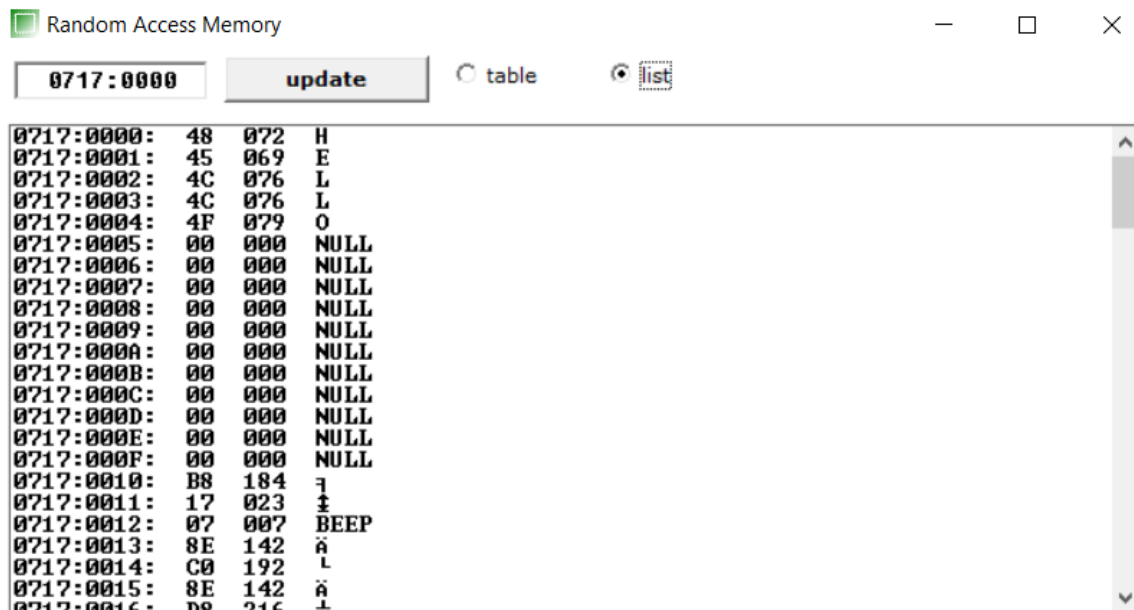 Random Access Memory
0717:0000 update table list
0717:0000: 48 072 H
0717:0001: 45 069 E
0717:0002: 4C 076 L
0717:0003: 4C 076 L
0717:0004: 4F 079 O
0717:0005: 00 000 NULL
0717:0006: 00 000 NULL
0717:0007: 00 000 NULL
0717:0008: 00 000 NULL
0717:0009: 00 000 NULL
0717:000A: 00 000 NULL
0717:000B: 00 000 NULL
0717:000C: 00 000 NULL
0717:000D: 00 000 NULL
0717:000E: 00 000 NULL
0717:000F: 00 000 NULL
0717:0010: B8 184 ╕
0717:0011: 17 023 ↨
0717:0012: 07 007 BEEP
0717:0013: 8E 142 Ä
0717:0014: C0 192 └
0717:0015: 8E 142 Ä
0717:0016: D8 216 ╪